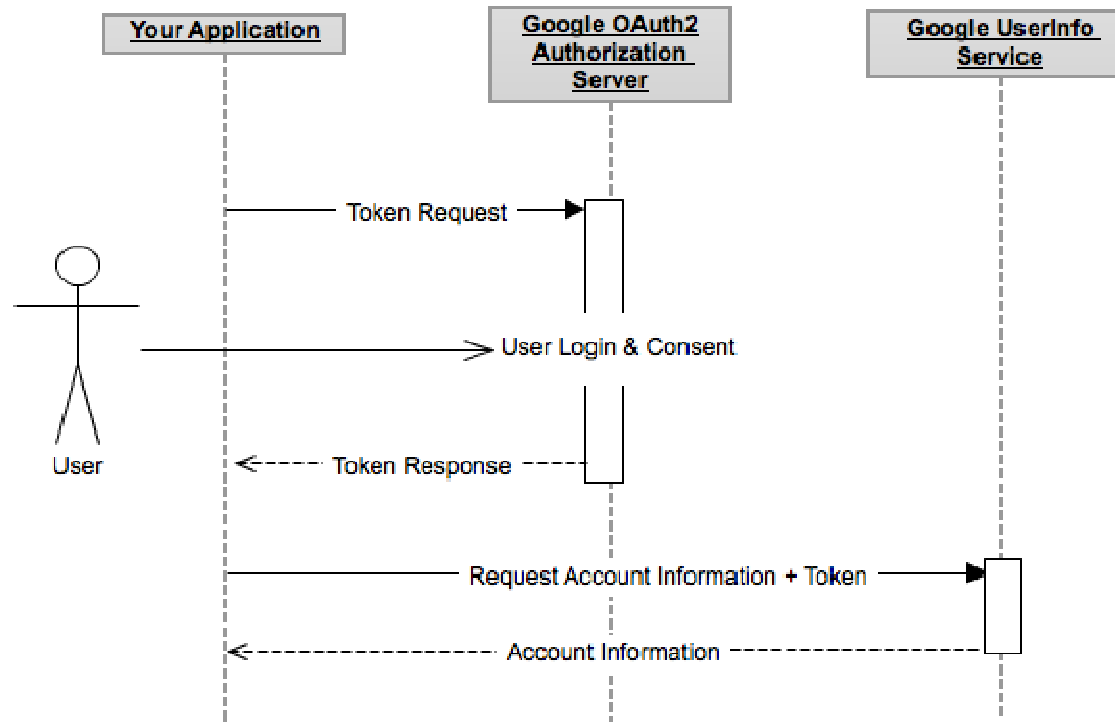 Your Application
Google OAuth2
Authorization
Server
Google UserInfo
Service
Token Request
User Login & Consent
User
Token Response
Request Account Information + Token
Account Information